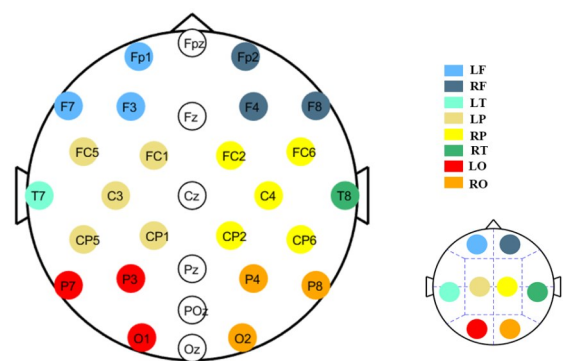 Fpz
Fp1 Fp2
F7 F3 Fz F4 F8
FC5 FC1 FC2 FC6
T7 C3 Cz C4 T8
CP5 CP1 CP2 CP6
P7 P3 Pz P4 P8
POz
O1 Oz O2
LF
RF
LT
LP
RP
RT
LO
RO